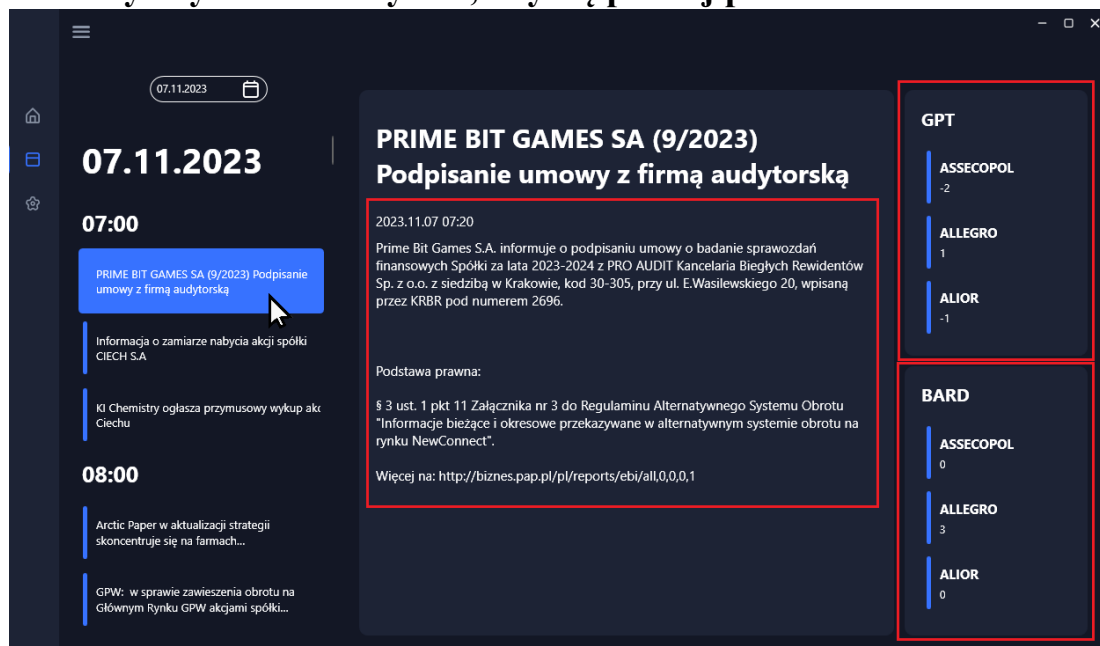 07.11.2023
07.11.2023
07:00
PRIME BIT GAMES SA (9/2023) Podpisanie
umowy z firmą audytorską
Informacja o zamiarze nabycia akcji spółki
CIECH S.A
KI Chemistry ogłasza przymusowy wykup akc
Ciechu
08:00
Arctic Paper w aktualizacji strategii
skoncentruje się na farmach...
GPW: w sprawie zawieszenia obrotu na
Głównym Rynku GPW akcjami spółki...
PRIME BIT GAMES SA (9/2023)
Podpisanie umowy z firmą audytorską
2023.11.07 07:20
Prime Bit Games S.A. informuje o podpisaniu umowy o badanie sprawozdań
finansowych Spółki za lata 2023-2024 z PRO AUDIT Kancelaria Biegłych Rewidentów
Sp. z o.o. z siedzibą w Krakowie, kod 30-305, przy ul. E.Wasilewskiego 20, wpisaną
przez KRBR pod numerem 2696.
Podstawa prawna:
§ 3 ust. 1 pkt 11 Załącznika nr 3 do Regulaminu Alternatywnego Systemu Obrotu
"Informacje bieżące i okresowe przekazywane w alternatywnym systemie obrotu na
rynku NewConnect".
Więcej na: http://biznes.pap.pl/pl/reports/ebi/all,0,0,0,1
GPT
ASSECOPOL
-2
ALLEGRO
1
ALIOR
-1
BARD
ASSECOPOL
0
ALLEGRO
3
ALIOR
0